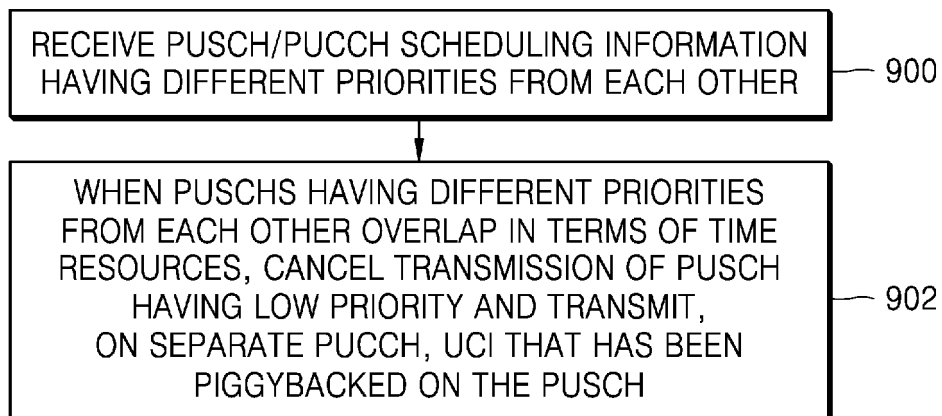 RECEIVE PUSCH/PUCCH SCHEDULING INFORMATION
HAVING DIFFERENT PRIORITIES FROM EACH OTHER
900
WHEN PUSCHS HAVING DIFFERENT PRIORITIES
FROM EACH OTHER OVERLAP IN TERMS OF TIME
RESOURCES, CANCEL TRANSMISSION OF PUSCH
HAVING LOW PRIORITY AND TRANSMIT,
ON SEPARATE PUCCH, UCI THAT HAS BEEN
PIGGYBACKED ON THE PUSCH
902